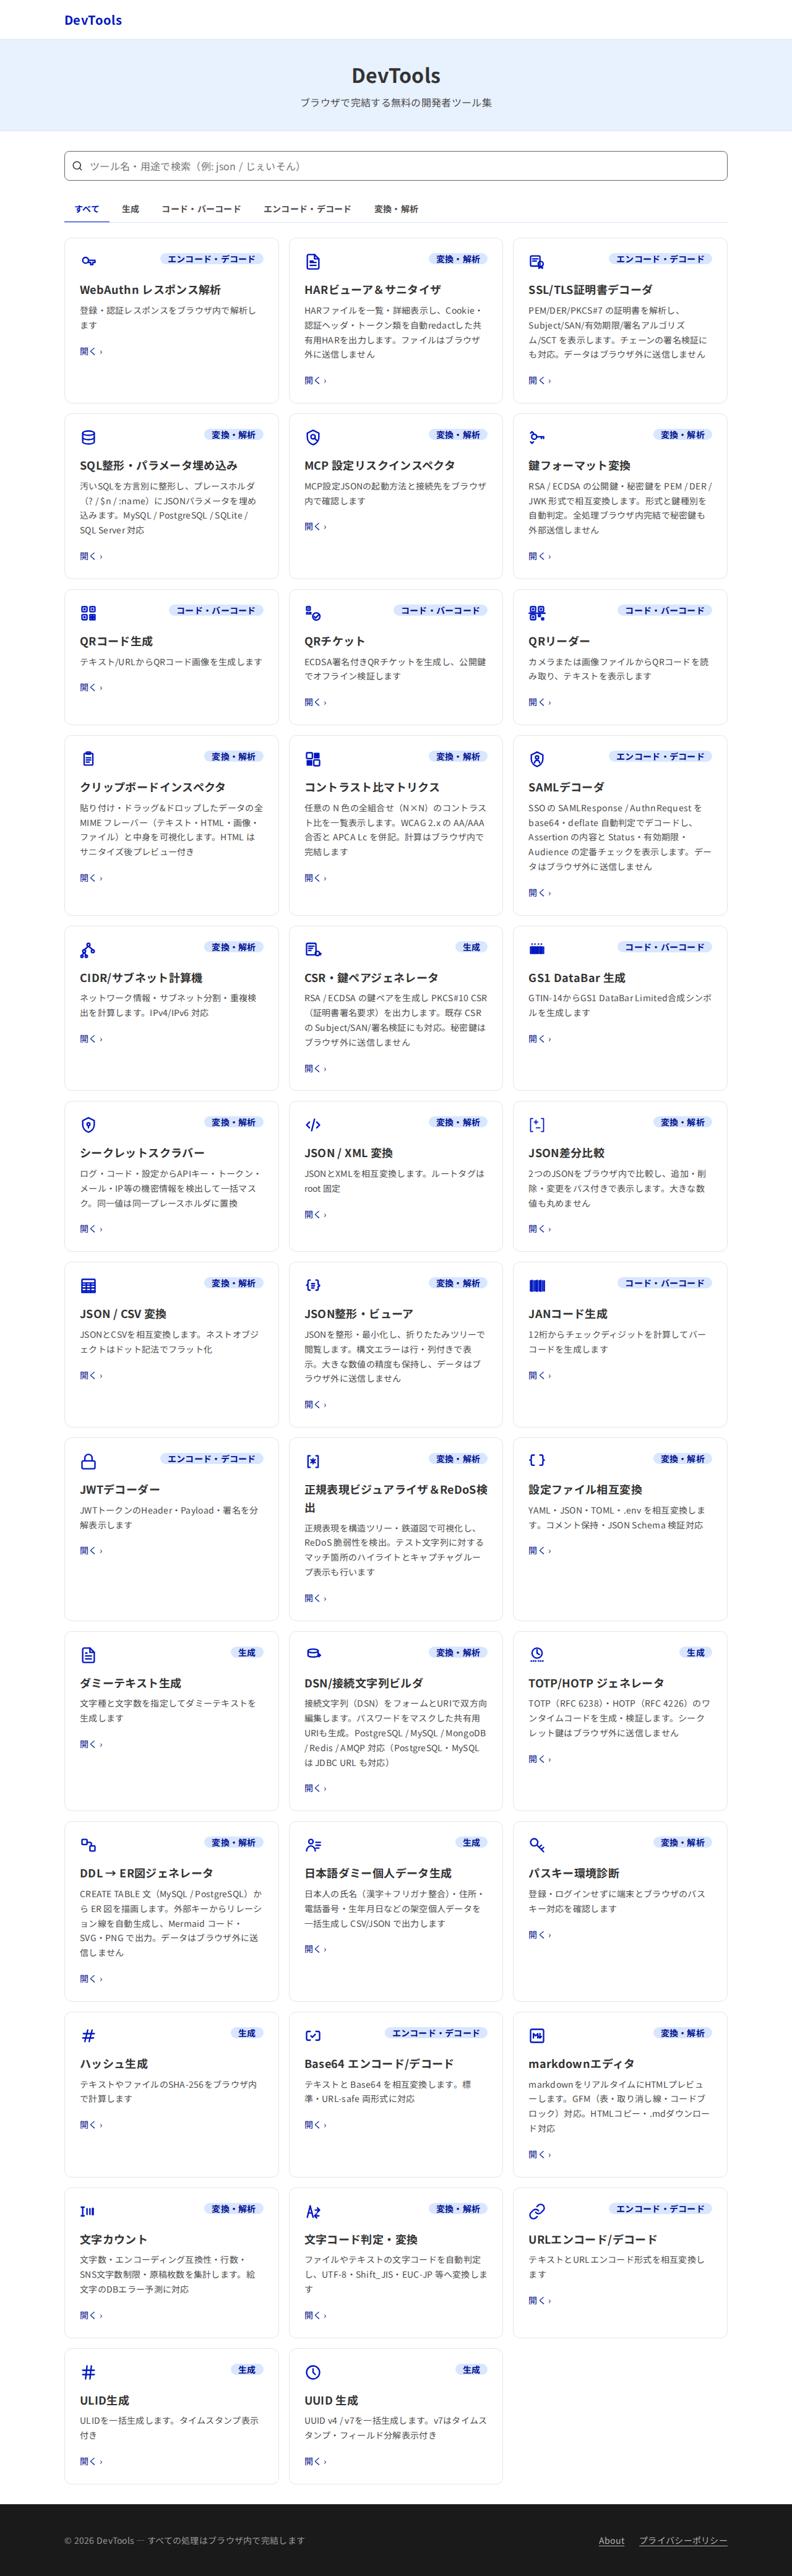 DevTools
DevTools
ブラウザで完結する無料の開発者ツール集
ツール名・用途で検索（例: json / じぇいそん）
すべて
生成
コード・バーコード
エンコード・デコード
変換・解析
エンコード・デコード
WebAuthn レスポンス解析
登録・認証レスポンスをブラウザ内で解析し
ます
開く ›
変換・解析
HARビューア＆サニタイザ
HARファイルを一覧・詳細表示し、Cookie・
認証ヘッダ・トークン類を自動redactした共
有用HARを出力します。ファイルはブラウザ
外に送信しません
開く ›
エンコード・デコード
SSL/TLS証明書デコーダ
PEM/DER/PKCS#7 の証明書を解析し、
Subject/SAN/有効期限/署名アルゴリズ
ム/SCT を表示します。チェーンの署名検証に
も対応。データはブラウザ外に送信しません
開く ›
変換・解析
SQL整形・パラメータ埋め込み
汚いSQLを方言別に整形し、プレースホルダ
（? / $n / :name）にJSONパラメータを埋め
込みます。MySQL / PostgreSQL / SQLite /
SQL Server 対応
開く ›
変換・解析
MCP 設定リスクインスペクタ
MCP設定JSONの起動方法と接続先をブラウザ
内で確認します
開く ›
変換・解析
鍵フォーマット変換
RSA / ECDSA の公開鍵・秘密鍵を PEM / DER /
JWK 形式で相互変換します。形式と鍵種別を
自動判定。全処理ブラウザ内完結で秘密鍵も
外部送信しません
開く ›
コード・バーコード
QRコード生成
テキスト/URLからQRコード画像を生成します
開く ›
コード・バーコード
QRチケット
ECDSA署名付きQRチケットを生成し、公開鍵
でオフライン検証します
開く ›
コード・バーコード
QRリーダー
カメラまたは画像ファイルからQRコードを読
み取り、テキストを表示します
開く ›
変換・解析
クリップボードインスペクタ
貼り付け・ドラッグ&ドロップしたデータの全
MIME フレーバー（テキスト・HTML・画像・
ファイル）と中身を可視化します。HTML は
サニタイズ後プレビュー付き
開く ›
変換・解析
コントラスト比マトリクス
任意の N 色の全組合せ（N×N）のコントラス
ト比を一覧表示します。WCAG 2.x の AA/AAA
合否と APCA Lc を併記。計算はブラウザ内で
完結します
開く ›
エンコード・デコード
SAMLデコーダ
SSO の SAMLResponse / AuthnRequest を
base64・deflate 自動判定でデコードし、
Assertion の内容と Status・有効期限・
Audience の定番チェックを表示します。デー
タはブラウザ外に送信しません
開く ›
変換・解析
CIDR/サブネット計算機
ネットワーク情報・サブネット分割・重複検
出を計算します。IPv4/IPv6 対応
開く ›
生成
CSR・鍵ペアジェネレータ
RSA / ECDSA の鍵ペアを生成し PKCS#10 CSR
（証明書署名要求）を出力します。既存 CSR
の Subject/SAN/署名検証にも対応。秘密鍵は
ブラウザ外に送信しません
開く ›
コード・バーコード
GS1 DataBar 生成
GTIN-14からGS1 DataBar Limited合成シンボ
ルを生成します
開く ›
変換・解析
シークレットスクラバー
ログ・コード・設定からAPIキー・トークン・
メール・IP等の機密情報を検出して一括マス
ク。同一値は同一プレースホルダに置換
開く ›
変換・解析
JSON / XML 変換
JSONとXMLを相互変換します。ルートタグは
root 固定
開く ›
変換・解析
JSON差分比較
2つのJSONをブラウザ内で比較し、追加・削
除・変更をパス付きで表示します。大きな数
値も丸めません
開く ›
変換・解析
JSON / CSV 変換
JSONとCSVを相互変換します。ネストオブジ
ェクトはドット記法でフラット化
開く ›
変換・解析
JSON整形・ビューア
JSONを整形・最小化し、折りたたみツリーで
閲覧します。構文エラーは行・列付きで表
示。大きな数値の精度も保持し、データはブ
ラウザ外に送信しません
開く ›
コード・バーコード
JANコード生成
12桁からチェックディジットを計算してバー
コードを生成します
開く ›
エンコード・デコード
JWTデコーダー
JWTトークンのHeader・Payload・署名を分
解表示します
開く ›
変換・解析
正規表現ビジュアライザ＆ReDoS検
出
正規表現を構造ツリー・鉄道図で可視化し、
ReDoS 脆弱性を検出。テスト文字列に対する
マッチ箇所のハイライトとキャプチャグルー
プ表示も行います
開く ›
変換・解析
設定ファイル相互変換
YAML・JSON・TOML・.env を相互変換しま
す。コメント保持・JSON Schema 検証対応
開く ›
生成
ダミーテキスト生成
文字種と文字数を指定してダミーテキストを
生成します
開く ›
変換・解析
DSN/接続文字列ビルダ
接続文字列（DSN）をフォームとURIで双方向
編集します。パスワードをマスクした共有用
URIも生成。PostgreSQL / MySQL / MongoDB
/ Redis / AMQP 対応（PostgreSQL・MySQL
は JDBC URL も対応）
開く ›
生成
TOTP/HOTP ジェネレータ
TOTP（RFC 6238）・HOTP（RFC 4226）のワ
ンタイムコードを生成・検証します。シーク
レット鍵はブラウザ外に送信しません
開く ›
変換・解析
DDL → ER図ジェネレータ
CREATE TABLE 文（MySQL / PostgreSQL）か
ら ER 図を描画します。外部キーからリレーシ
ョン線を自動生成し、Mermaid コード・
SVG・PNG で出力。データはブラウザ外に送
信しません
開く ›
生成
日本語ダミー個人データ生成
日本人の氏名（漢字＋フリガナ整合）・住所・
電話番号・生年月日などの架空個人データを
一括生成し CSV/JSON で出力します
開く ›
変換・解析
パスキー環境診断
登録・ログインせずに端末とブラウザのパス
キー対応を確認します
開く ›
生成
ハッシュ生成
テキストやファイルのSHA-256をブラウザ内
で計算します
開く ›
エンコード・デコード
Base64 エンコード/デコード
テキストと Base64 を相互変換します。標
準・URL-safe 両形式に対応
開く ›
変換・解析
markdownエディタ
markdownをリアルタイムにHTMLプレビュ
ーします。GFM（表・取り消し線・コードブ
ロック）対応。HTMLコピー・.mdダウンロー
ド対応
開く ›
変換・解析
文字カウント
文字数・エンコーディング互換性・行数・
SNS文字数制限・原稿枚数を集計します。絵
文字のDBエラー予測に対応
開く ›
変換・解析
文字コード判定・変換
ファイルやテキストの文字コードを自動判定
し、UTF-8・Shift_JIS・EUC-JP 等へ変換しま
す
開く ›
エンコード・デコード
URLエンコード/デコード
テキストとURLエンコード形式を相互変換し
ます
開く ›
生成
ULID生成
ULIDを一括生成します。タイムスタンプ表示
付き
開く ›
生成
UUID 生成
UUID v4 / v7を一括生成します。v7はタイムス
タンプ・フィールド分解表示付き
開く ›
© 2026 DevTools — すべての処理はブラウザ内で完結します
About
プライバシーポリシー